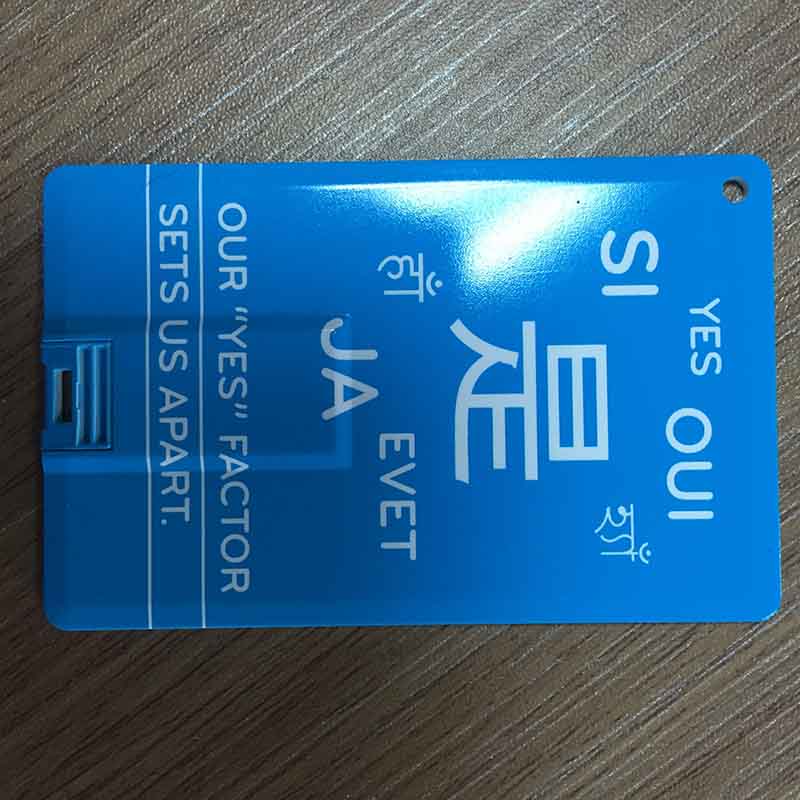 YES
OUI
SI
是
हाँ
EVET
JA
OUR "YES" FACTOR
SETS US APART.